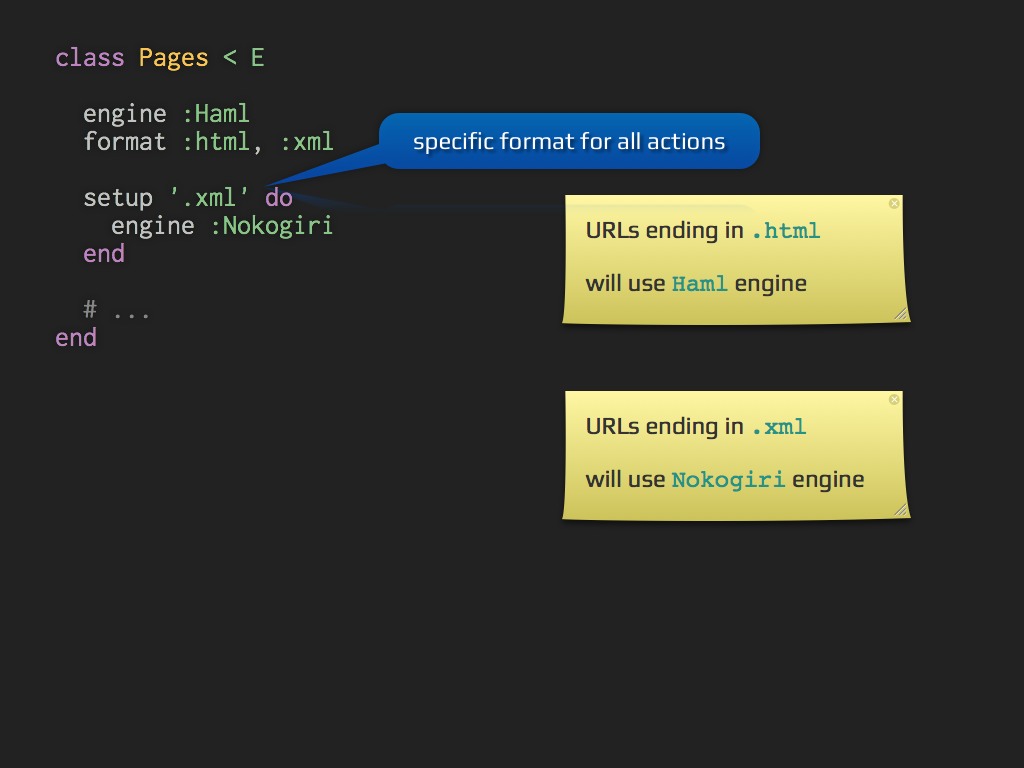 class Pages < E
engine :Haml
format :html, :xml
specific format for all actions
setup '.xml' do
engine :Nokogiri
end
# ...
end
URLs ending in .html
will use Haml engine
URLs ending in .xml
will use Nokogiri engine